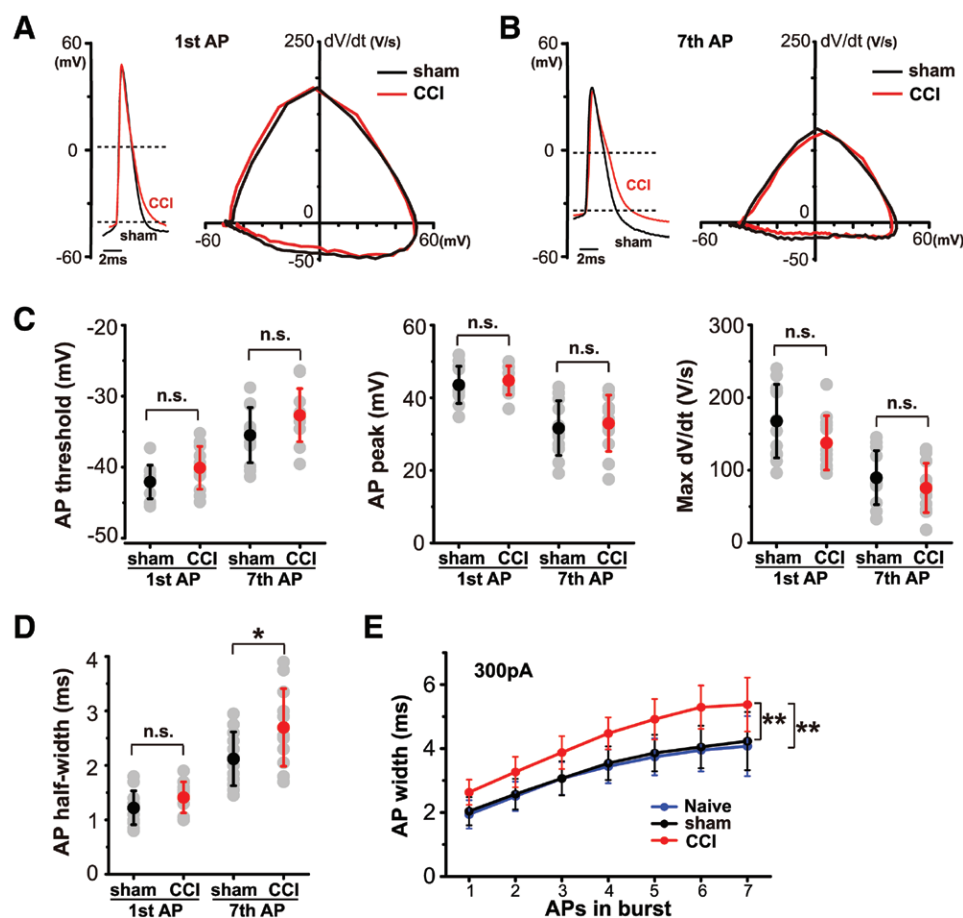 A
1st AP
60
(mV)
0
-60
2ms
CCI
sham
250
dV/dt (V/s)
sham
CCI
0
-60
60 (mV)
-50
B
7th AP
60
(mV)
0
-60
2ms
CCI
sham
250
dV/dt (V/s)
sham
CCI
0
-60
60(mV)
-50
C
AP threshold (mV)
-20
-30
-40
-50
n.s.
n.s.
sham CCI sham CCI
1st AP 7th AP
AP peak (mV)
60
40
20
0
n.s.
n.s.
sham CCI sham CCI
1st AP 7th AP
Max dV/dt (V/s)
300
200
100
0
n.s.
n.s.
sham CCI sham CCI
1st AP 7th AP
D
AP half-width (ms)
4
3
2
1
0
n.s.
*
sham CCI sham CCI
1st AP 7th AP
E
300pA
AP width (ms)
6
4
2
0
** **
Naive
sham
CCI
1 2 3 4 5 6 7
APs in burst